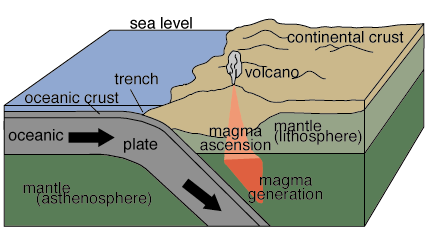 sea level
continental crust
volcano
trench
oceanic crust
oceanic
plate
magma
ascension
mantle
(lithosphere)
magma
generation
mantle
(asthenosphere)